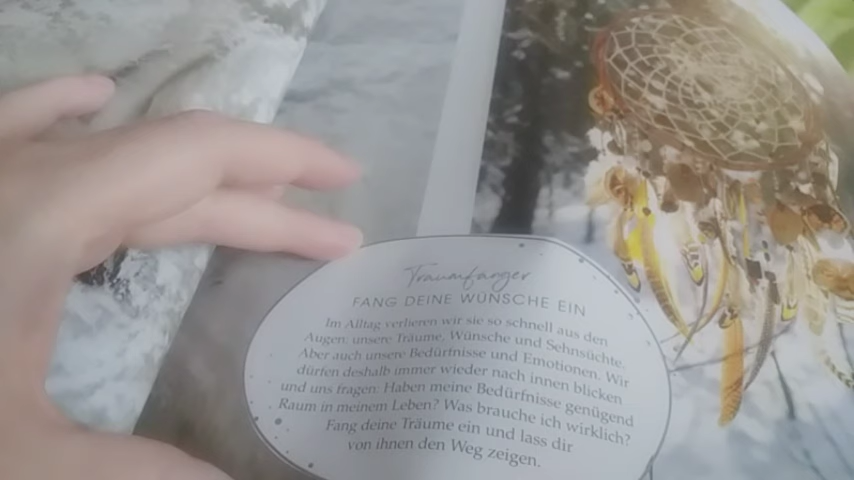 Traumfänger
FANG DEINE WÜNSCHE EIN
Im Alltag verlieren wir sie so schnell aus den
Augen: unsere Träume, Wünsche und Sehnsüchte.
Aber auch unsere Bedürfnisse und Emotionen. Wir
dürfen deshalb immer wieder nach innen blicken
und uns fragen: Haben meine Bedürfnisse genügend
Raum in meinem Leben? Was brauche ich wirklich?
Fang deine Träume ein und lass dir
von ihnen den Weg zeigen.